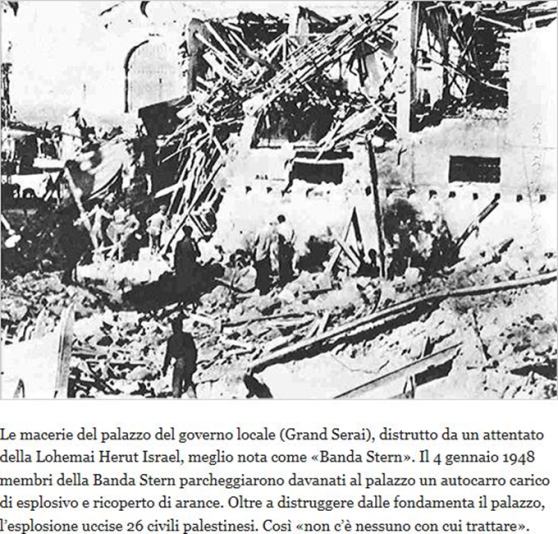 Le macerie del palazzo del governo locale (Grand Serai), distrutto da un attentato
della Lohemai Herut Israel, meglio nota come «Banda Stern». Il 4 gennaio 1948
membri della Banda Stern parcheggiarono davanati al palazzo un autocarro carico
di esplosivo e ricoperto di arance. Oltre a distruggere dalle fondamenta il palazzo,
l’esplosione uccise 26 civili palestinesi. Così «non c’è nessuno con cui trattare».